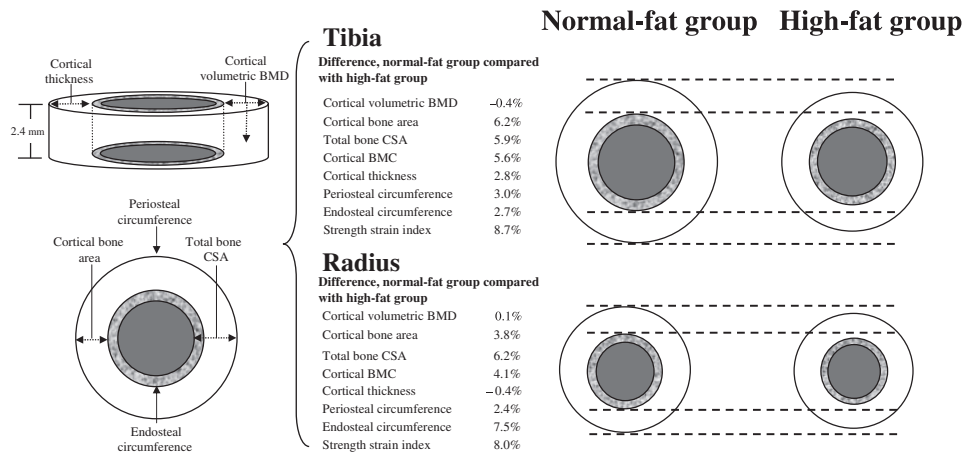 Cortical
thickness
Cortical
volumetric BMD
2.4 mm
Periosteal
circumference
Cortical bone
area
Total bone
CSA
Endosteal
circumference
Tibia
Difference, normal-fat group compared
with high-fat group
Cortical volumetric BMD –0.4%
Cortical bone area 6.2%
Total bone CSA 5.9%
Cortical BMC 5.6%
Cortical thickness 2.8%
Periosteal circumference 3.0%
Endosteal circumference 2.7%
Strength strain index 8.7%
Radius
Difference, normal-fat group compared
with high-fat group
Cortical volumetric BMD 0.1%
Cortical bone area 3.8%
Total bone CSA 6.2%
Cortical BMC 4.1%
Cortical thickness –0.4%
Periosteal circumference 2.4%
Endosteal circumference 7.5%
Strength strain index 8.0%
Normal-fat group High-fat group